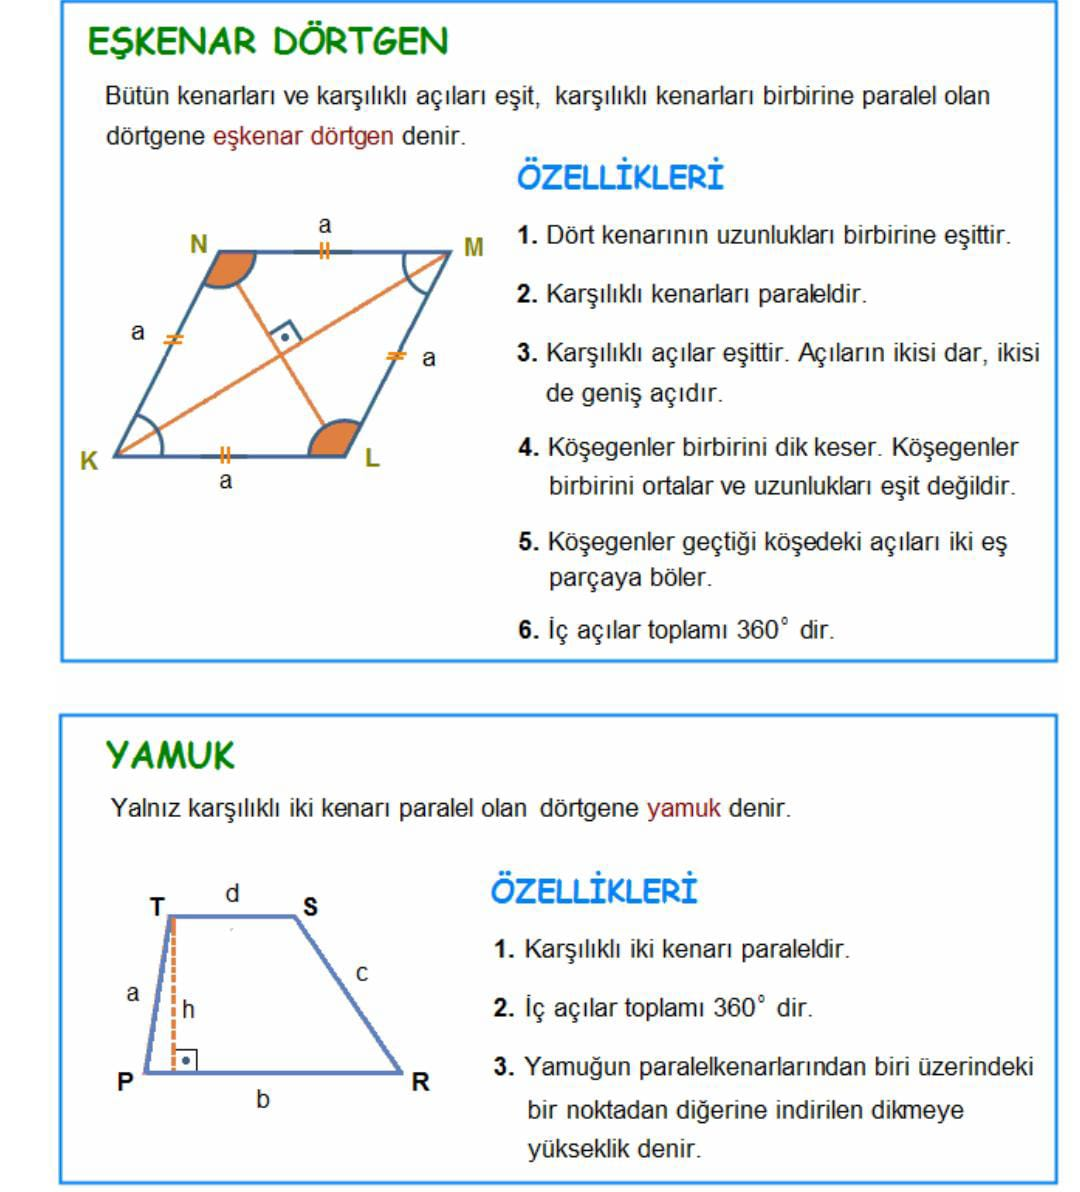 EŞKENAR DÖRTGEN
Bütün kenarları ve karşılıklı açıları eşit, karşılıklı kenarları birbirine paralel olan
dörtgene eşkenar dörtgen denir.
ÖZELLİKLERİ
N
a
M
a
a
K
a
L
1. Dört kenarının uzunlukları birbirine eşittir.
2. Karşılıklı kenarları paraleldir.
3. Karşılıklı açılar eşittir. Açıların ikisi dar, ikisi
de geniş açıdır.
4. Köşegenler birbirini dik keser. Köşegenler
birbirini ortalar ve uzunlukları eşit değildir.
5. Köşegenler geçtiği köşedeki açıları iki eş
parçaya böler.
6. İç açılar toplamı 360° dir.
YAMUK
Yalnız karşılıklı iki kenarı paralel olan dörtgene yamuk denir.
ÖZELLİKLERİ
T
d
S
a
h
c
P
b
R
1. Karşılıklı iki kenarı paraleldir.
2. İç açılar toplamı 360° dir.
3. Yamuğun paralelkenarlarından biri üzerindeki
bir noktadan diğerine indirilen dikmeye
yükseklik denir.